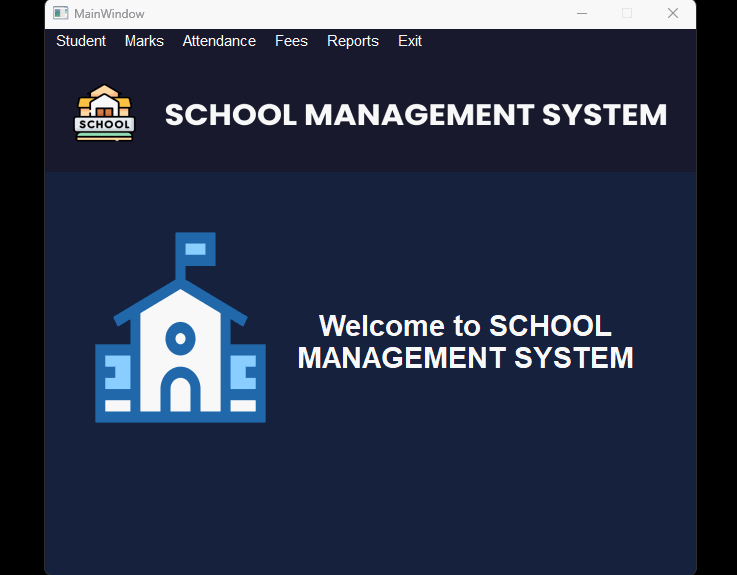 MainWindow
Student Marks Attendance Fees Reports Exit
SCHOOL
SCHOOL MANAGEMENT SYSTEM
Welcome to SCHOOL
MANAGEMENT SYSTEM